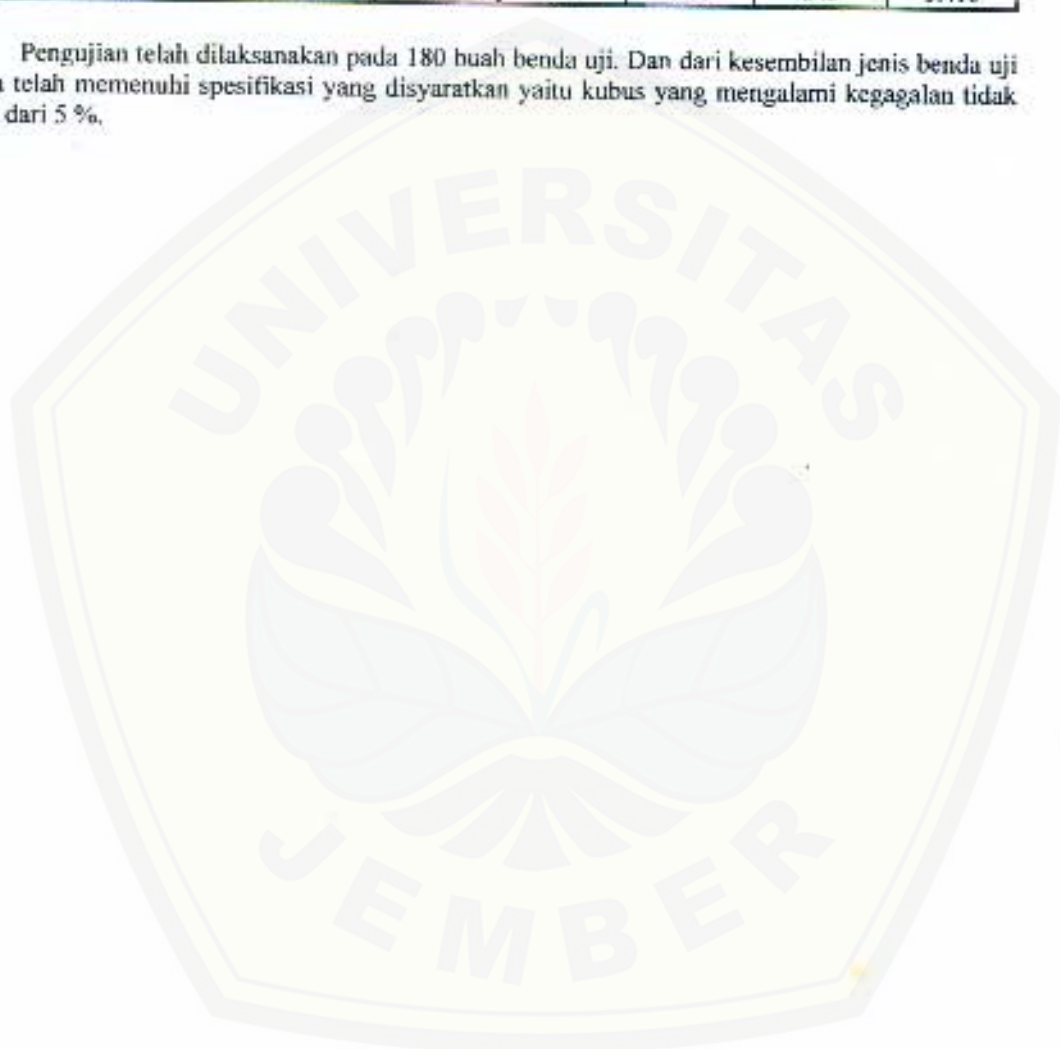 Pengujian telah dilaksanakan pada 180 buah benda uji. Dan dari kesembilan jenis benda uji
telah memenuhi spesifikasi yang disyaratkan yaitu kubus yang mengalami kegagalan tidak
dari 5 %.
UNIVERSITAS
JEMBER